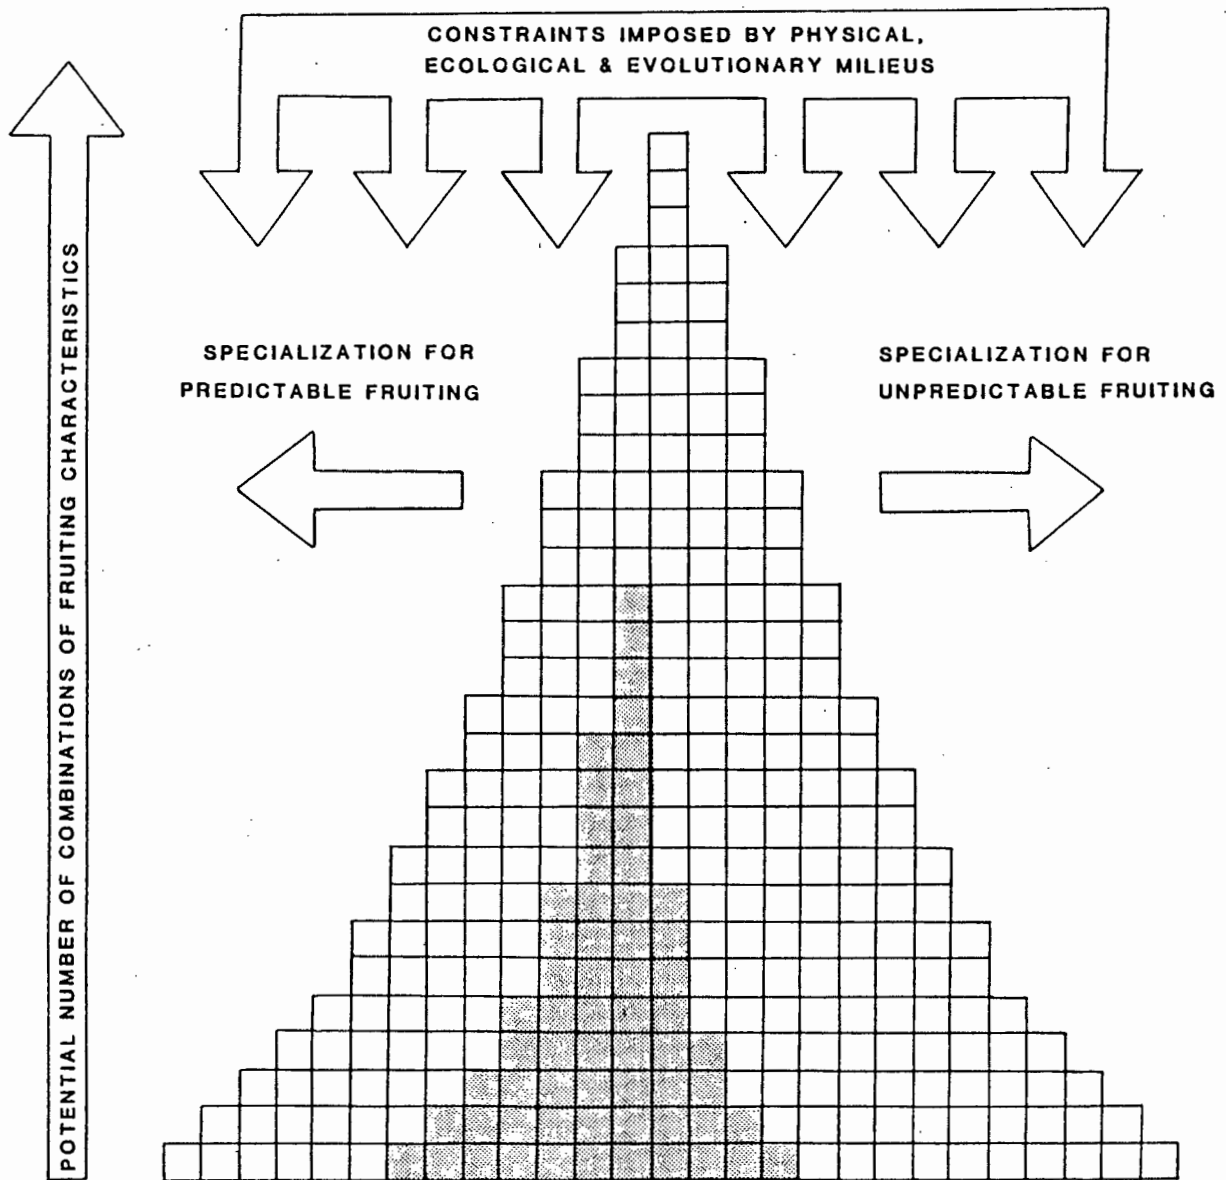 CONSTRAINTS IMPOSED BY PHYSICAL,
ECOLOGICAL & EVOLUTIONARY MILIEUS
POTENTIAL NUMBER OF COMBINATIONS OF FRUITING CHARACTERISTICS
SPECIALIZATION FOR
PREDICTABLE FRUITING
SPECIALIZATION FOR
UNPREDICTABLE FRUITING